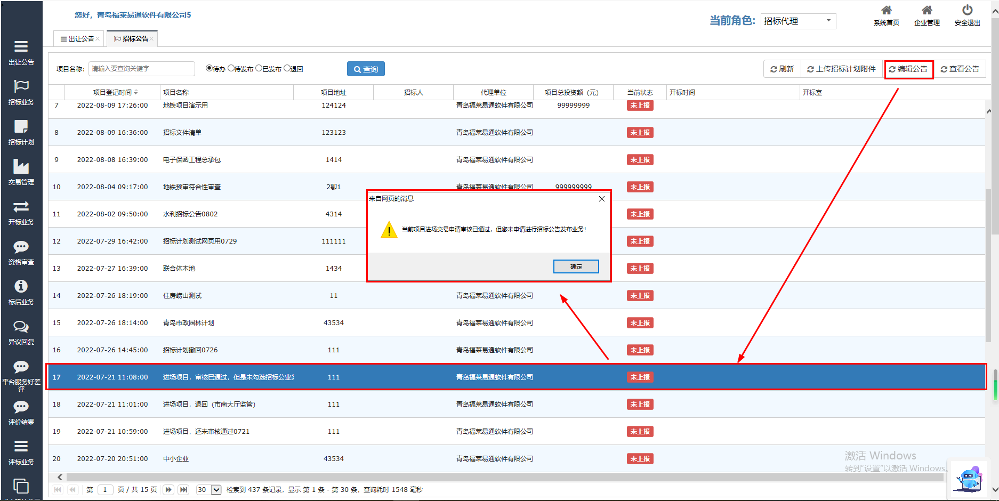 您好，青岛福莱易通软件有限公司5
当前角色: 招标代理
系统首页 企业管理 安全退出
出让公告 招标公告
项目名称: 请输入要查询关键字 待办 待发布 已发布 退回 查询 刷新 上传招标计划附件 编辑公告 查看公告
项目登记时间 项目名称 项目地址 招标人 代理单位 项目总投资额（元） 当前状态 开标时间 开标室
7 2022-08-09 17:26:00 地铁项目演示用 124124 青岛福莱易通软件有限公司 99999999 未上报
8 2022-08-09 16:36:00 招标文件清单 123123 青岛福莱易通软件有限公司 未上报
9 2022-08-08 16:39:00 电子保函工程总承包 1414 青岛福莱易通软件有限公司 未上报
10 2022-08-04 09:17:00 地铁预审符合性审查 2卾1 青岛福莱易通软件有限公司 999999999 未上报
11 2022-08-02 09:50:00 水利招标公告0802 4314 未上报
12 2022-07-29 16:42:00 招标计划测试网页用0729 111111 未上报
13 2022-07-27 16:39:00 联合体本地 1434 未上报
14 2022-07-26 18:19:00 住房崂山测试 11 青岛福莱易通软件有限公司 未上报
15 2022-07-26 18:14:00 青岛市政园林计划 43534 青岛福莱易通软件有限公司 未上报
16 2022-07-26 14:45:00 招标计划撤回0726 111 青岛福莱易通软件有限公司 未上报
17 2022-07-21 11:08:00 进场项目，审核已通过，但是未勾选招标公业务 111 青岛福莱易通软件有限公司 未上报
18 2022-07-21 11:01:00 进场项目，退回（市南大厅监管） 111 青岛福莱易通软件有限公司 未上报
19 2022-07-21 10:59:00 进场项目，还未审核通过0721 111 青岛福莱易通软件有限公司 未上报
20 2022-07-20 20:51:00 中小企业 43534 青岛福莱易通软件有限公司 未上报
来自网页的消息
当前项目进场交易申请审核已通过，但您未申请进行招标公告发布业务！
确定
第 1 页 / 共 15 页 30 检索到 437 条记录，显示 第 1 条 - 第 30 条，查询耗时 1548 毫秒
出让公告
招标业务
招标计划
交易管理
开标业务
资格审查
标后业务
异议回复
平台服务好差
评
评价结果
评标业务
激活 Windows
转到"设置"以激活 Windows。